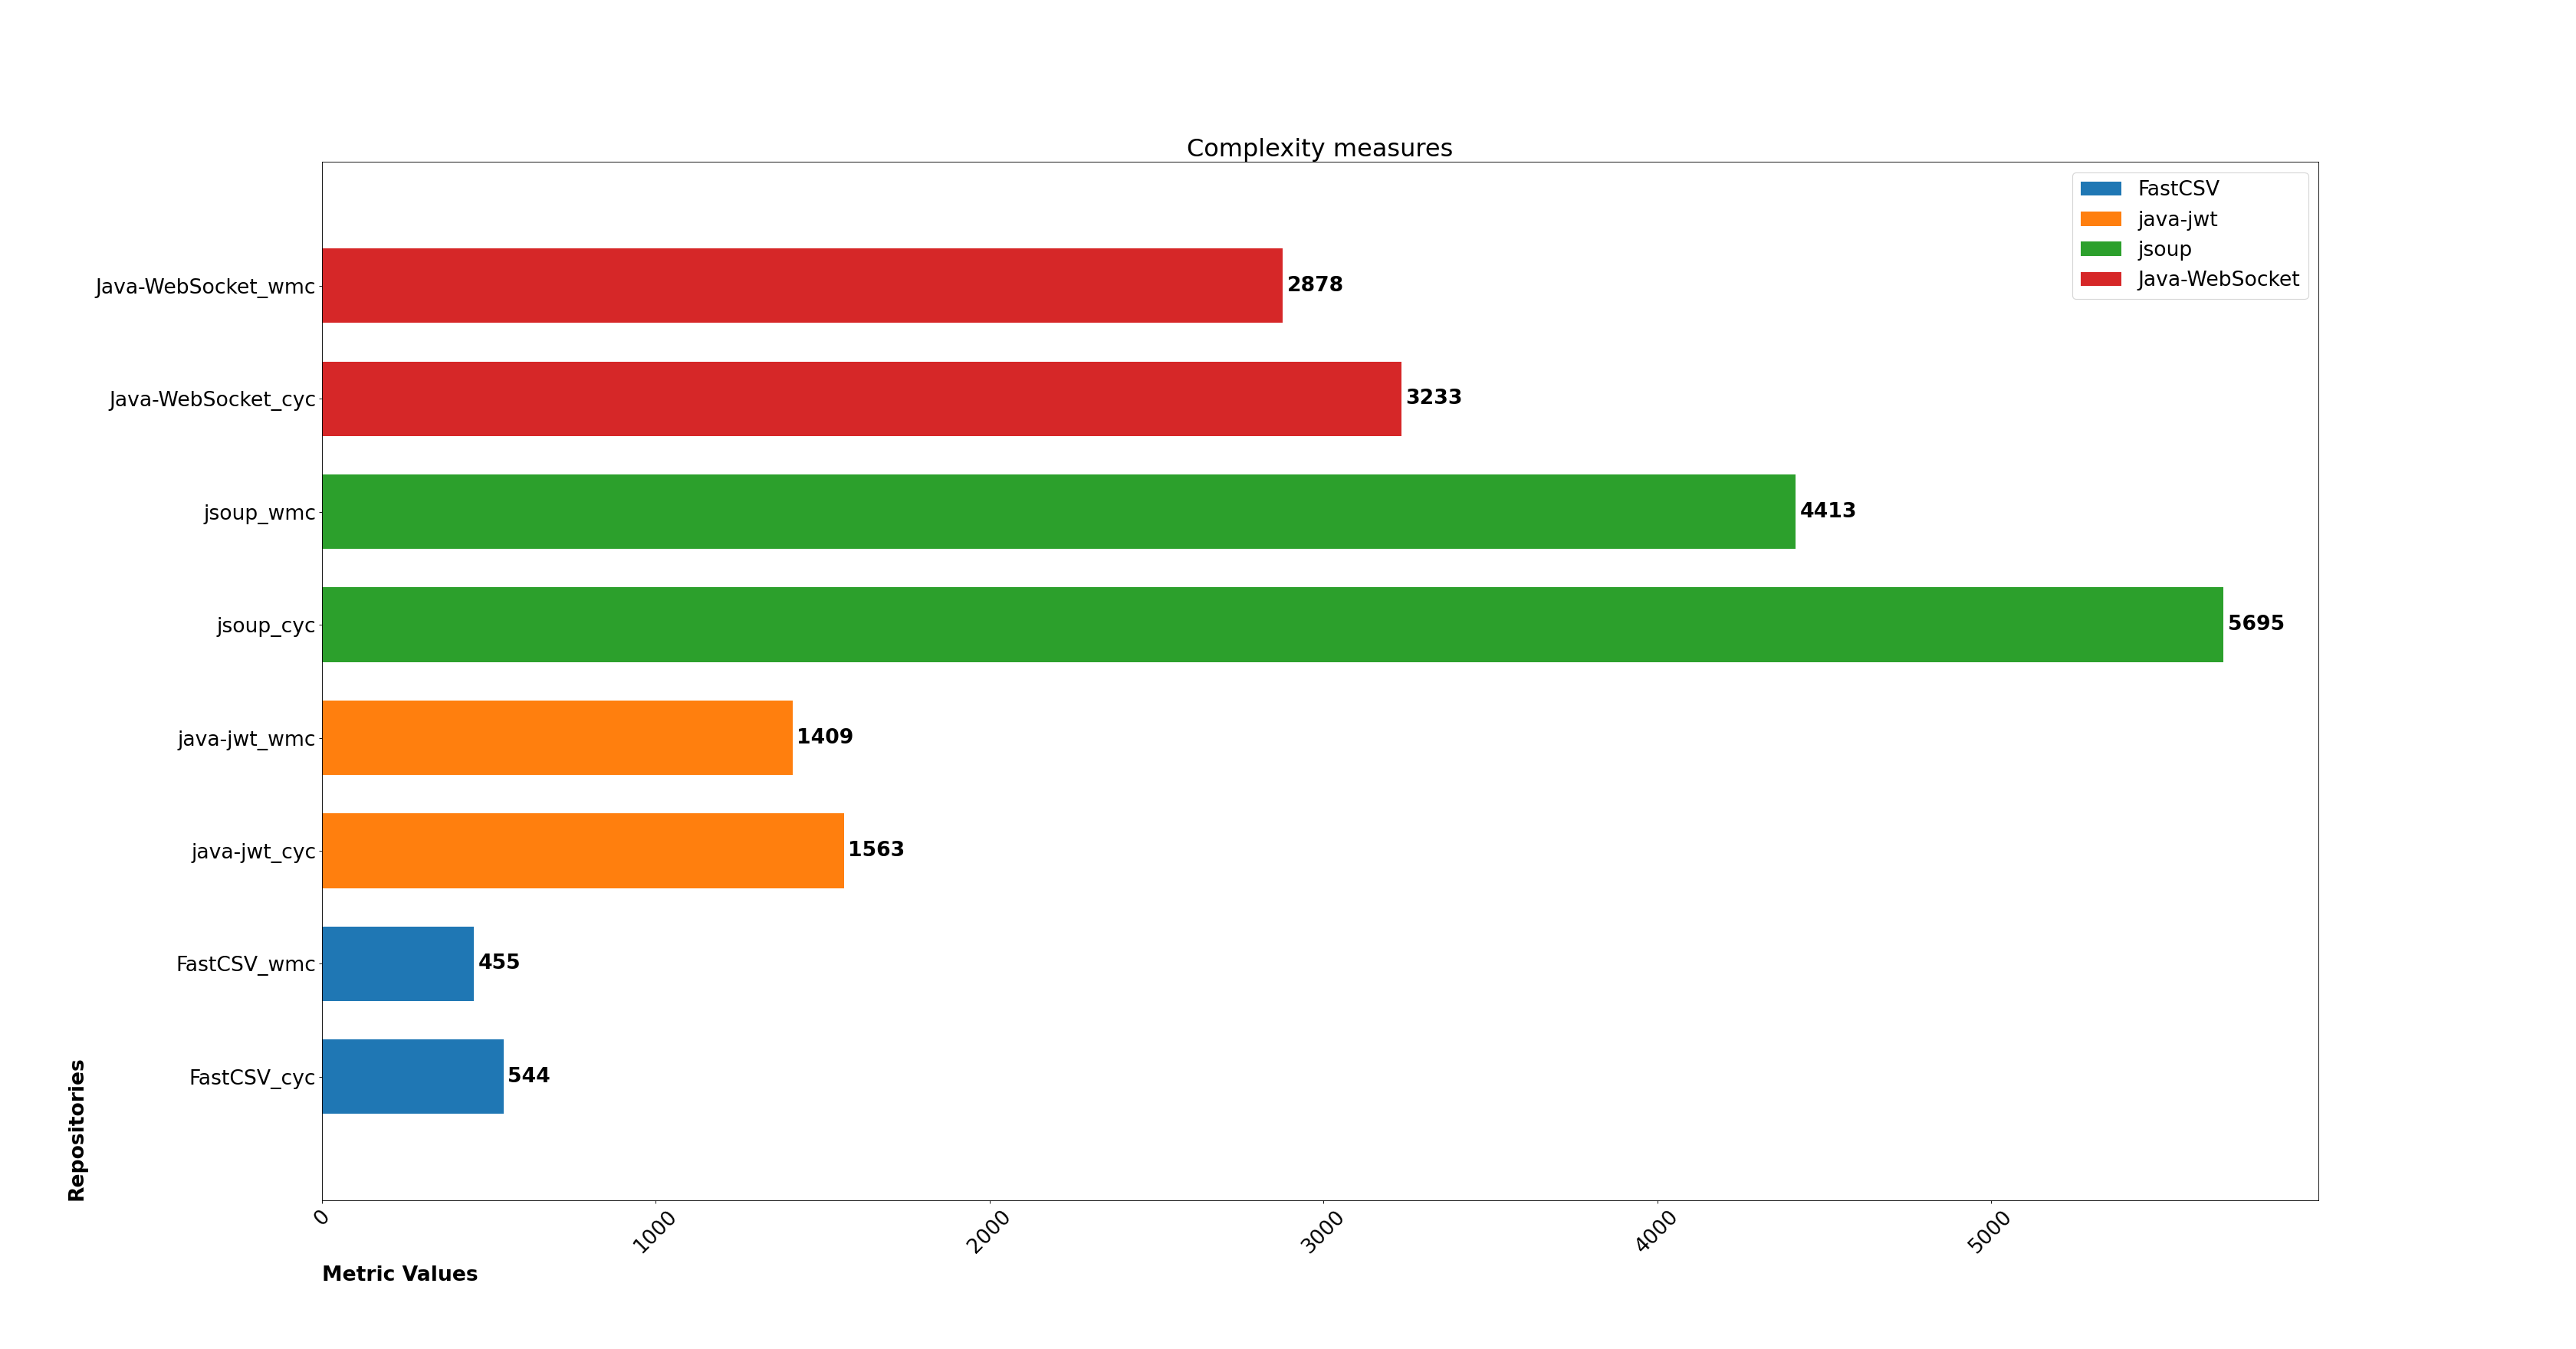 Complexity measures
FastCSV
java-jwt
jsoup
Java-WebSocket
Java-WebSocket_wmc
2878
Java-WebSocket_cyc
3233
jsoup_wmc
4413
jsoup_cyc
5695
java-jwt_wmc
1409
java-jwt_cyc
1563
FastCSV_wmc
455
FastCSV_cyc
544
Repositories
0 1000 2000 3000 4000 5000
Metric Values